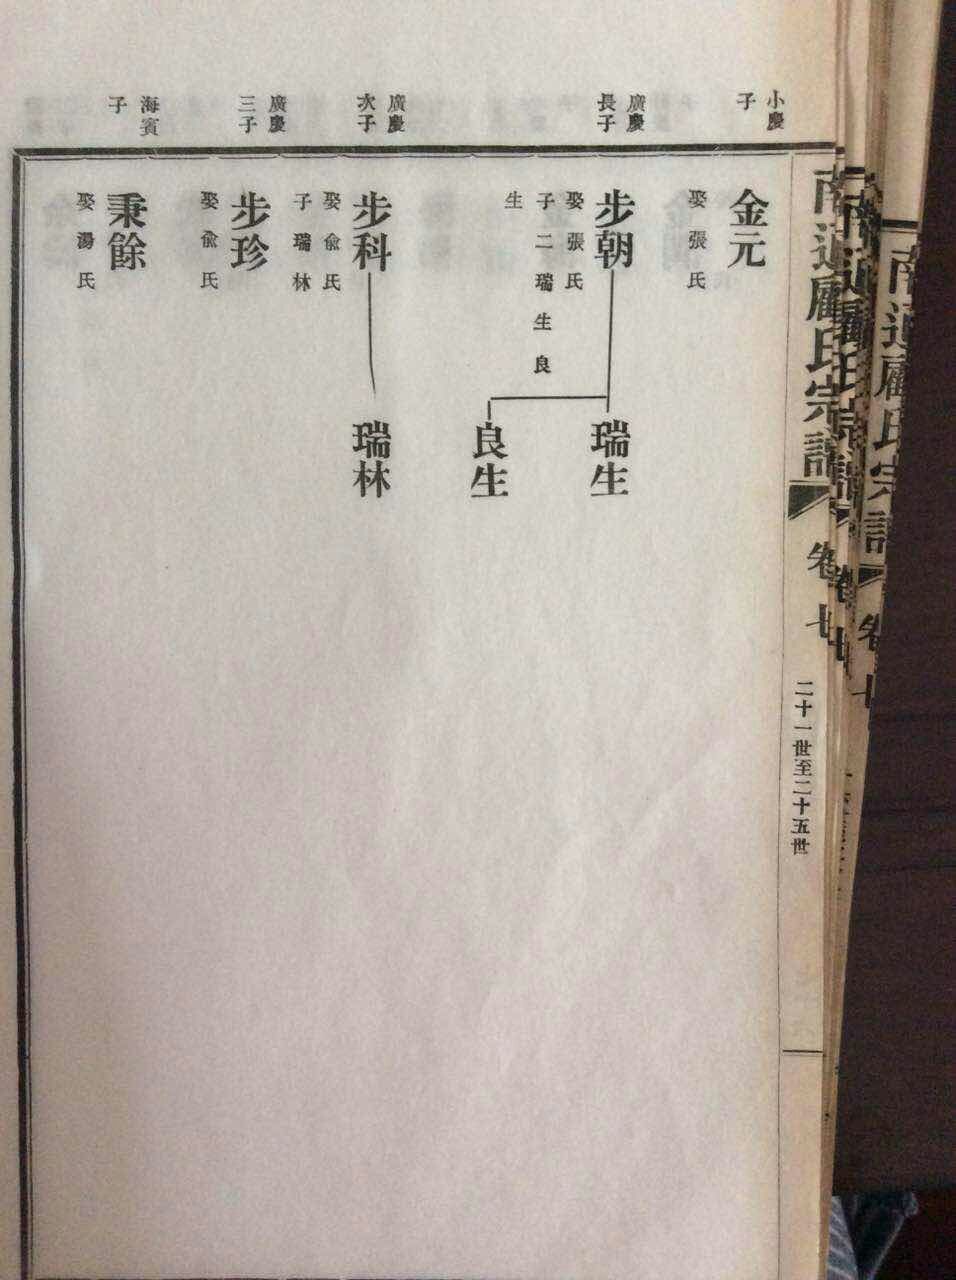 南通顧氏宗譜
卷七
二十一世至二十五世
小慶
子
金元
娶張氏
廣慶
長子
步朝
娶張氏
子二瑞生良
生
瑞生
良生
廣慶
次子
步科
娶俞氏
子瑞林
瑞林
廣慶
三子
步珍
娶俞氏
海賓
子
秉餘
娶湯氏